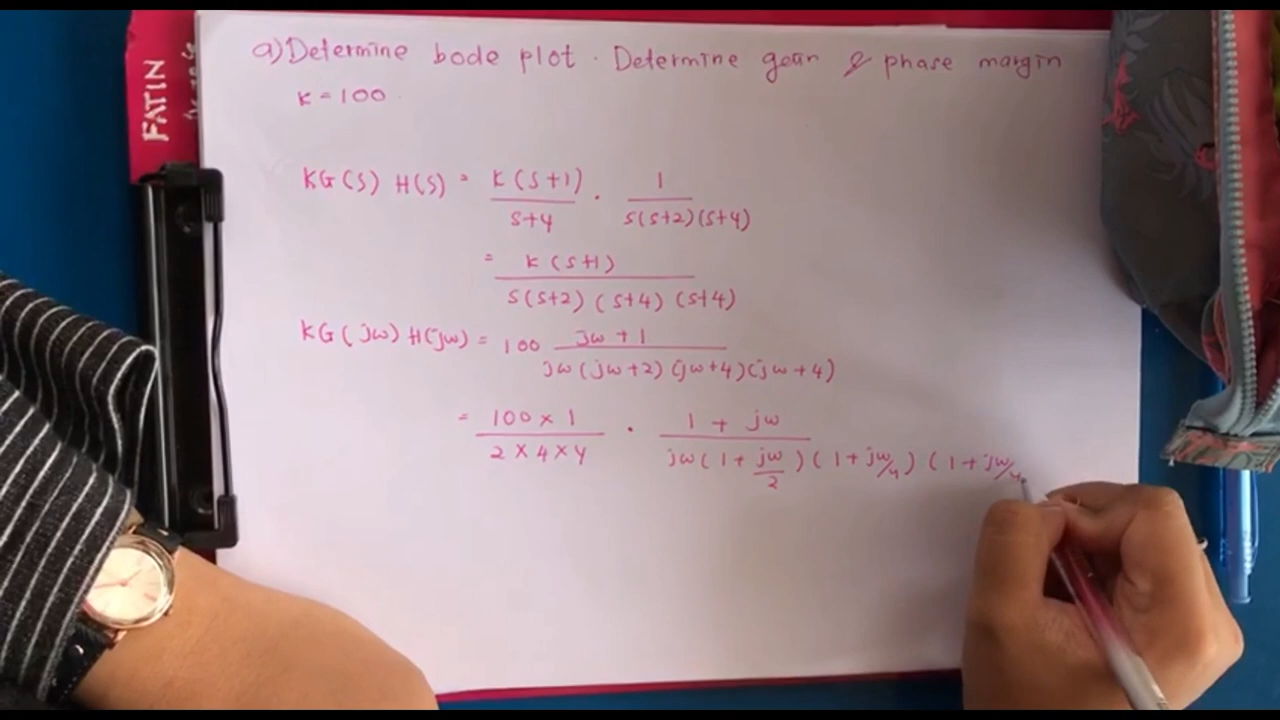 a) Determine bode plot. Determine gain & phase margin
K = 100.
KG(s) H(s) = K(s+1) / s+4 . 1 / s(s+2)(s+4)
= K(s+1) / s(s+2)(s+4)(s+4)
KG(jω) H(jω) = 100 jω + 1 / jω(jω+2)(jω+4)(jω+4)
= 100 × 1 / 2 × 4 × 4 . 1 + jω / jω(1 + jω/2)(1 + jω/4)(1 + jω/4
FATIN